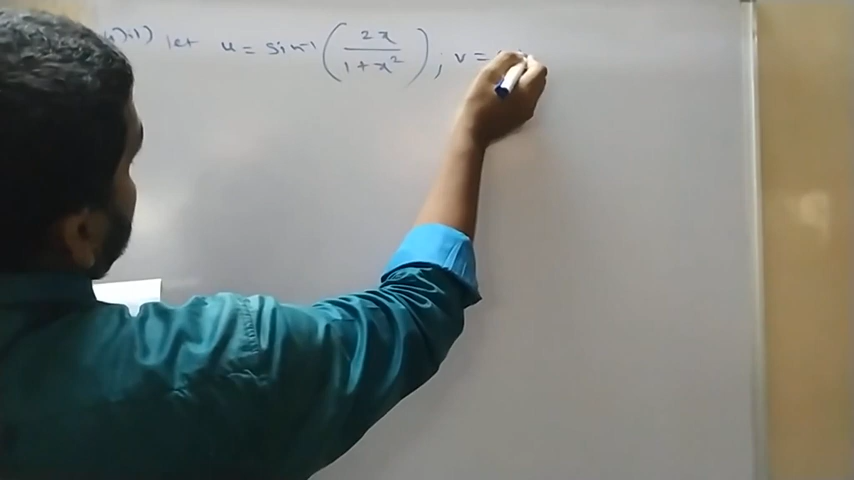 let u = sin-1 (2x / 1+x²) ; v =